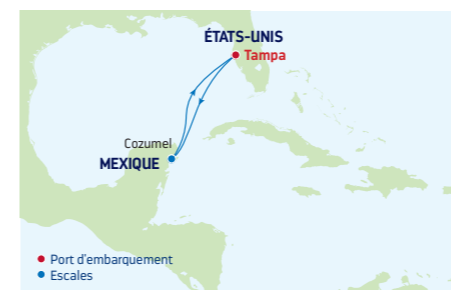 ÉTATS-UNIS
Tampa
Cozumel
MEXIQUE
Port d'embarquement
Escales